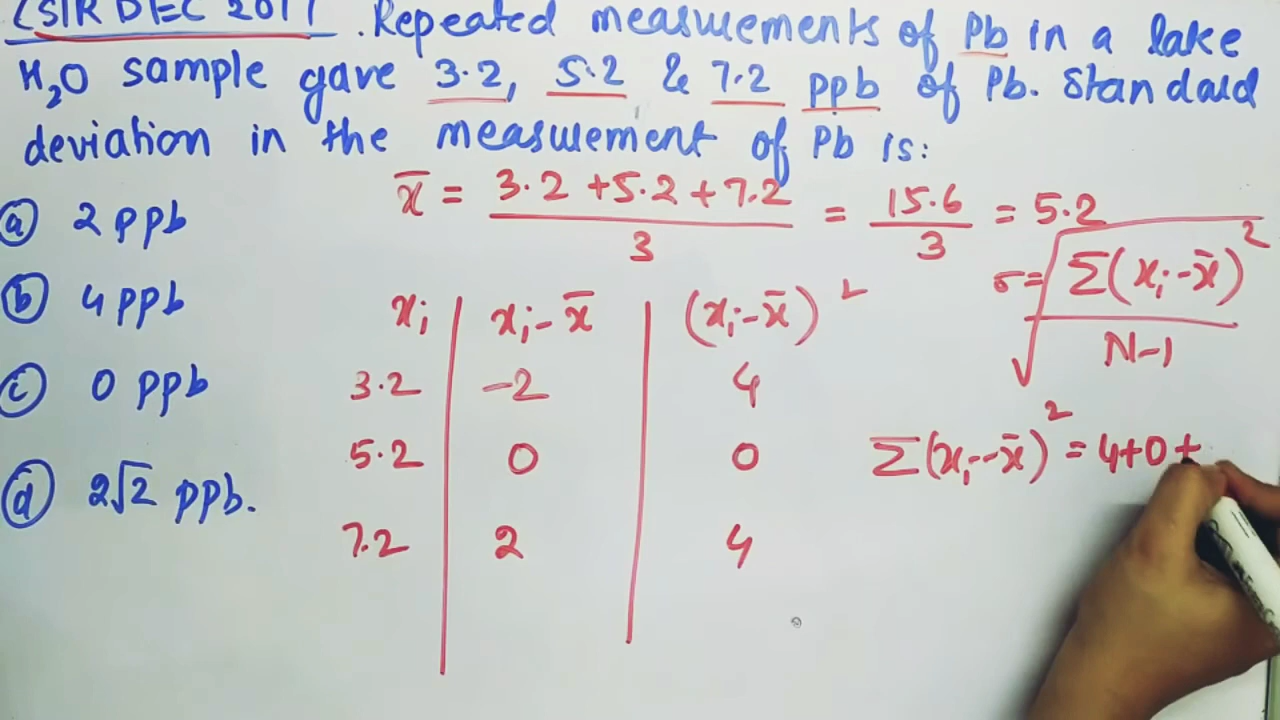 CSIR DEC 2011 . Repeated measurements of Pb in a lake
H₂O sample gave 3.2, 5.2 & 7.2 ppb of Pb. Standard
deviation in the measurement of Pb is:
x̄ = (3.2 + 5.2 + 7.2)/3 = 15.6/3 = 5.2
ⓐ 2 ppb
σ = √(Σ(xᵢ - x̄)²/(N-1))
ⓑ 4 ppb
xᵢ | xᵢ - x̄ | (xᵢ - x̄)²
ⓒ 0 ppb
3.2 | -2 | 4
5.2 | 0 | 0
Σ(xᵢ - x̄)² = 4+0+
ⓓ 2√2 ppb.
7.2 | 2 | 4